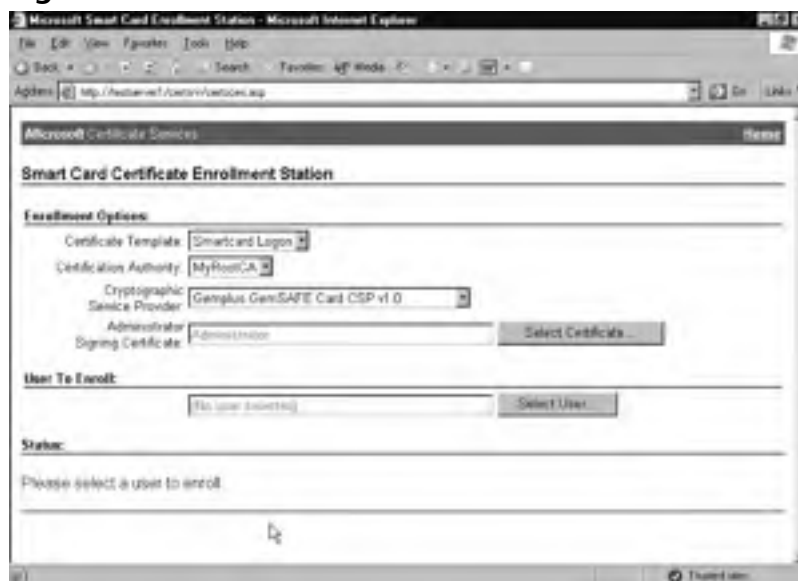 Microsoft Smart Card Enrollment Station - Microsoft Internet Explorer
File Edit View Favorites Tools Help
Back Search Favorites Media
Address Go Links
Microsoft Certificate Services Home
Smart Card Certificate Enrollment Station
Enrollment Options:
Certificate Template: Smartcard Logon
Certification Authority: MyRootCA
Cryptographic
Service Provider: Gemplus GemSAFE Card CSP v1.0
Administrator
Signing Certificate: Administrator Select Certificate...
User To Enroll:
(No user selected) Select User...
Status:
Please select a user to enroll.
Trusted sites